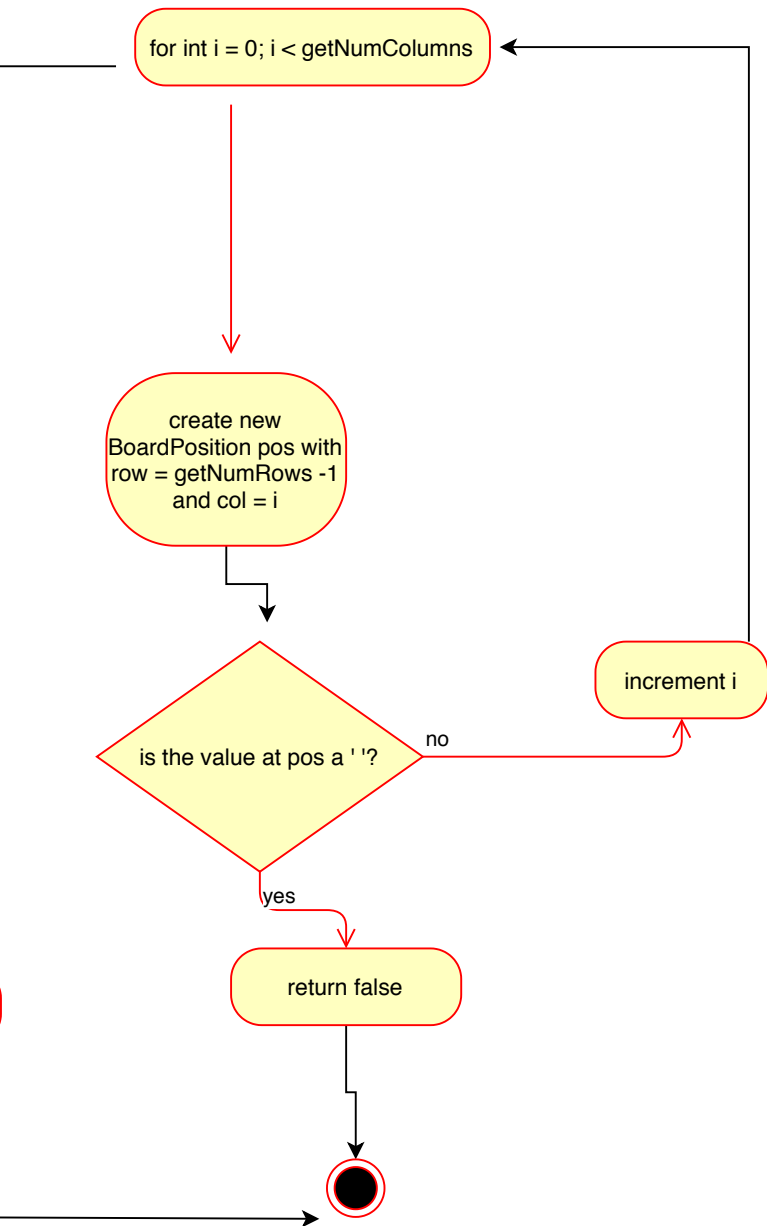 for int i = 0; i < getNumColumns
create new
BoardPosition pos with
row = getNumRows -1
and col = i
increment i
no
is the value at pos a ' '?
yes
return false